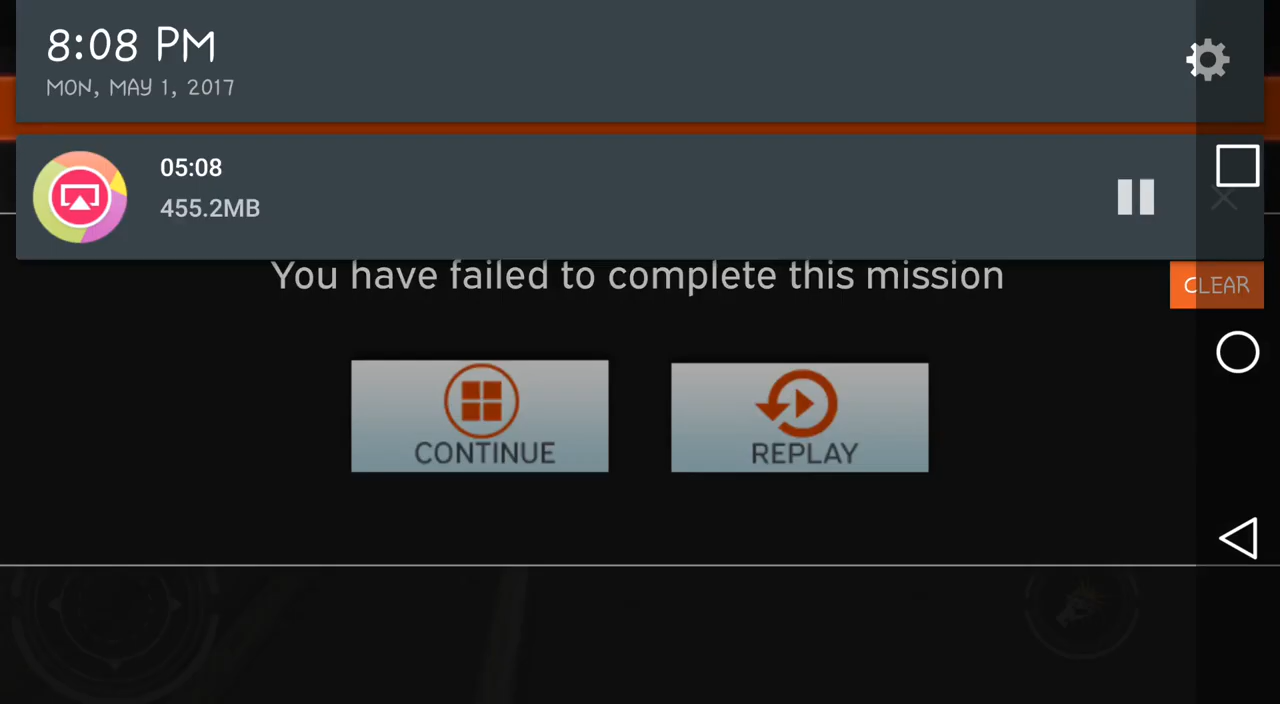 8:08 PM
MON, MAY 1, 2017
05:08
455.2MB
You have failed to complete this mission
CLEAR
CONTINUE
REPLAY